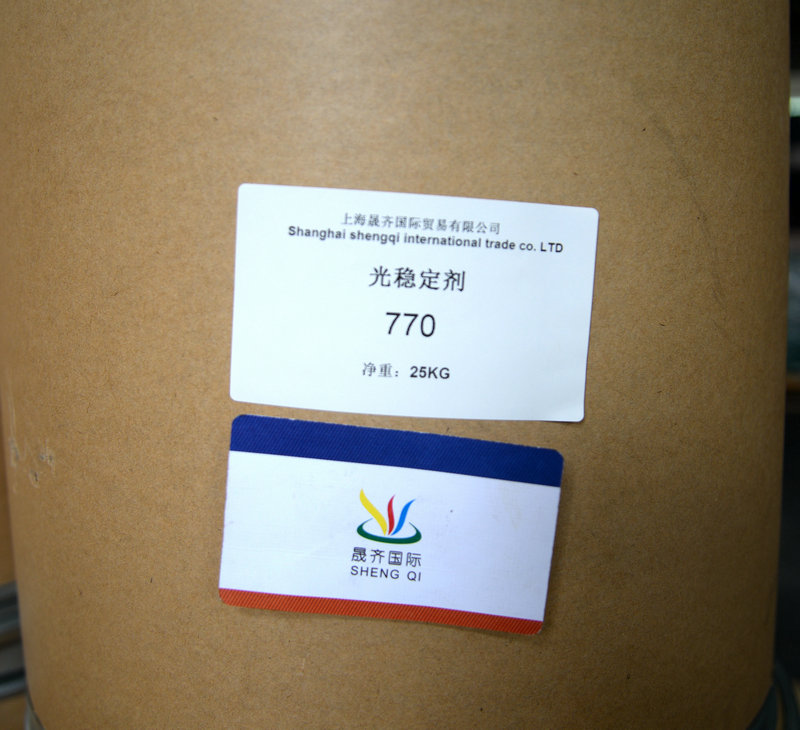 上海晟齐国际贸易有限公司
Shanghai shengqi international trade co. LTD
光稳定剂
770
净重：25KG
晟齐国际
SHENG QI